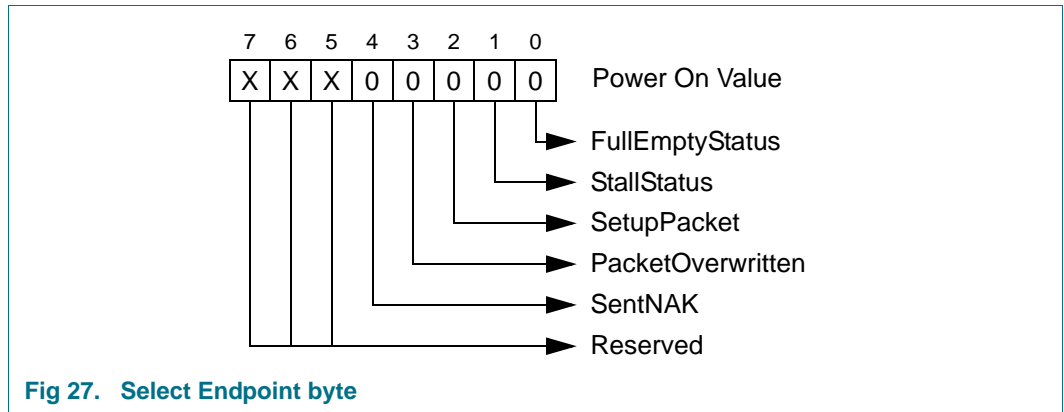 7 6 5 4 3 2 1 0
X X X 0 0 0 0 0 Power On Value
FullEmptyStatus
StallStatus
SetupPacket
PacketOverwritten
SentNAK
Reserved
Fig 27. Select Endpoint byte